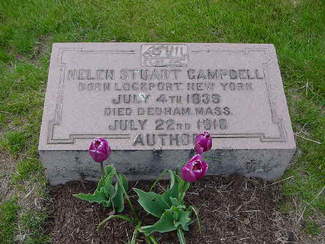 HELEN STUART CAMPBELL
BORN LOCKPORT, NEW YORK
JULY 4TH 1839
DIED DEDHAM, MASS.
JULY 22ND 1918
AUTHOR